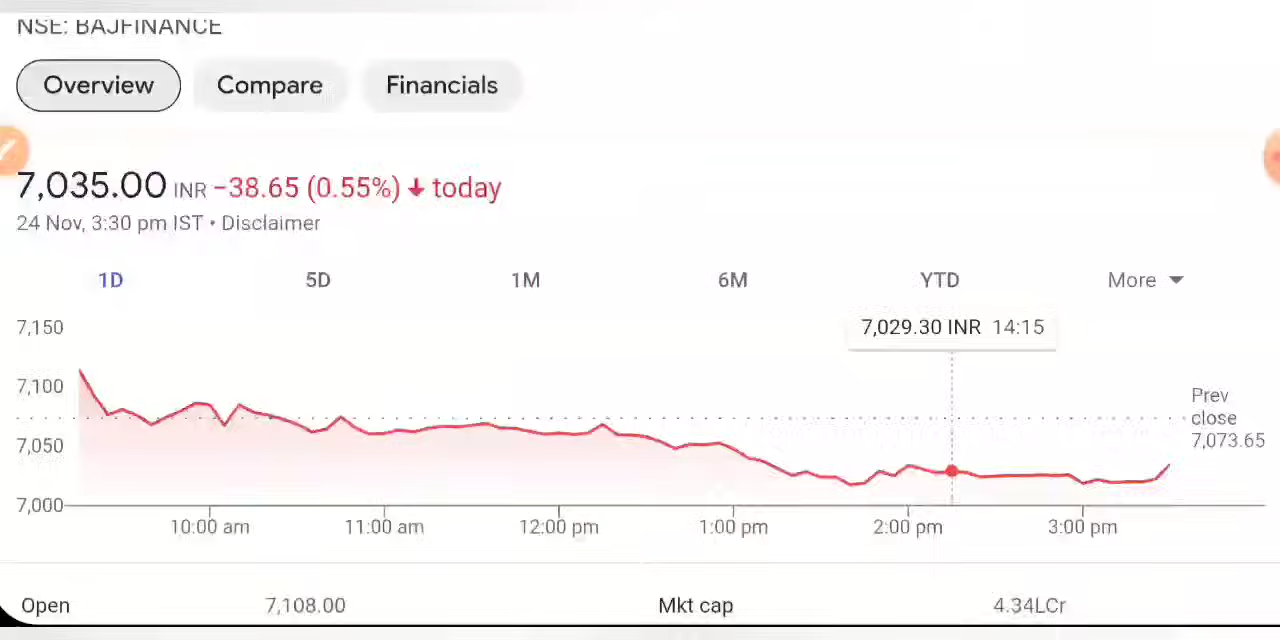 NSE: BAJFINANCE
Overview Compare Financials
7,035.00 INR −38.65 (0.55%) ↓ today
24 Nov, 3:30 pm IST • Disclaimer
1D 5D 1M 6M YTD More
7,150
7,029.30 INR 14:15
7,100
Prev
close
7,073.65
7,050
7,000
10:00 am 11:00 am 12:00 pm 1:00 pm 2:00 pm 3:00 pm
Open 7,108.00 Mkt cap 4.34LCr